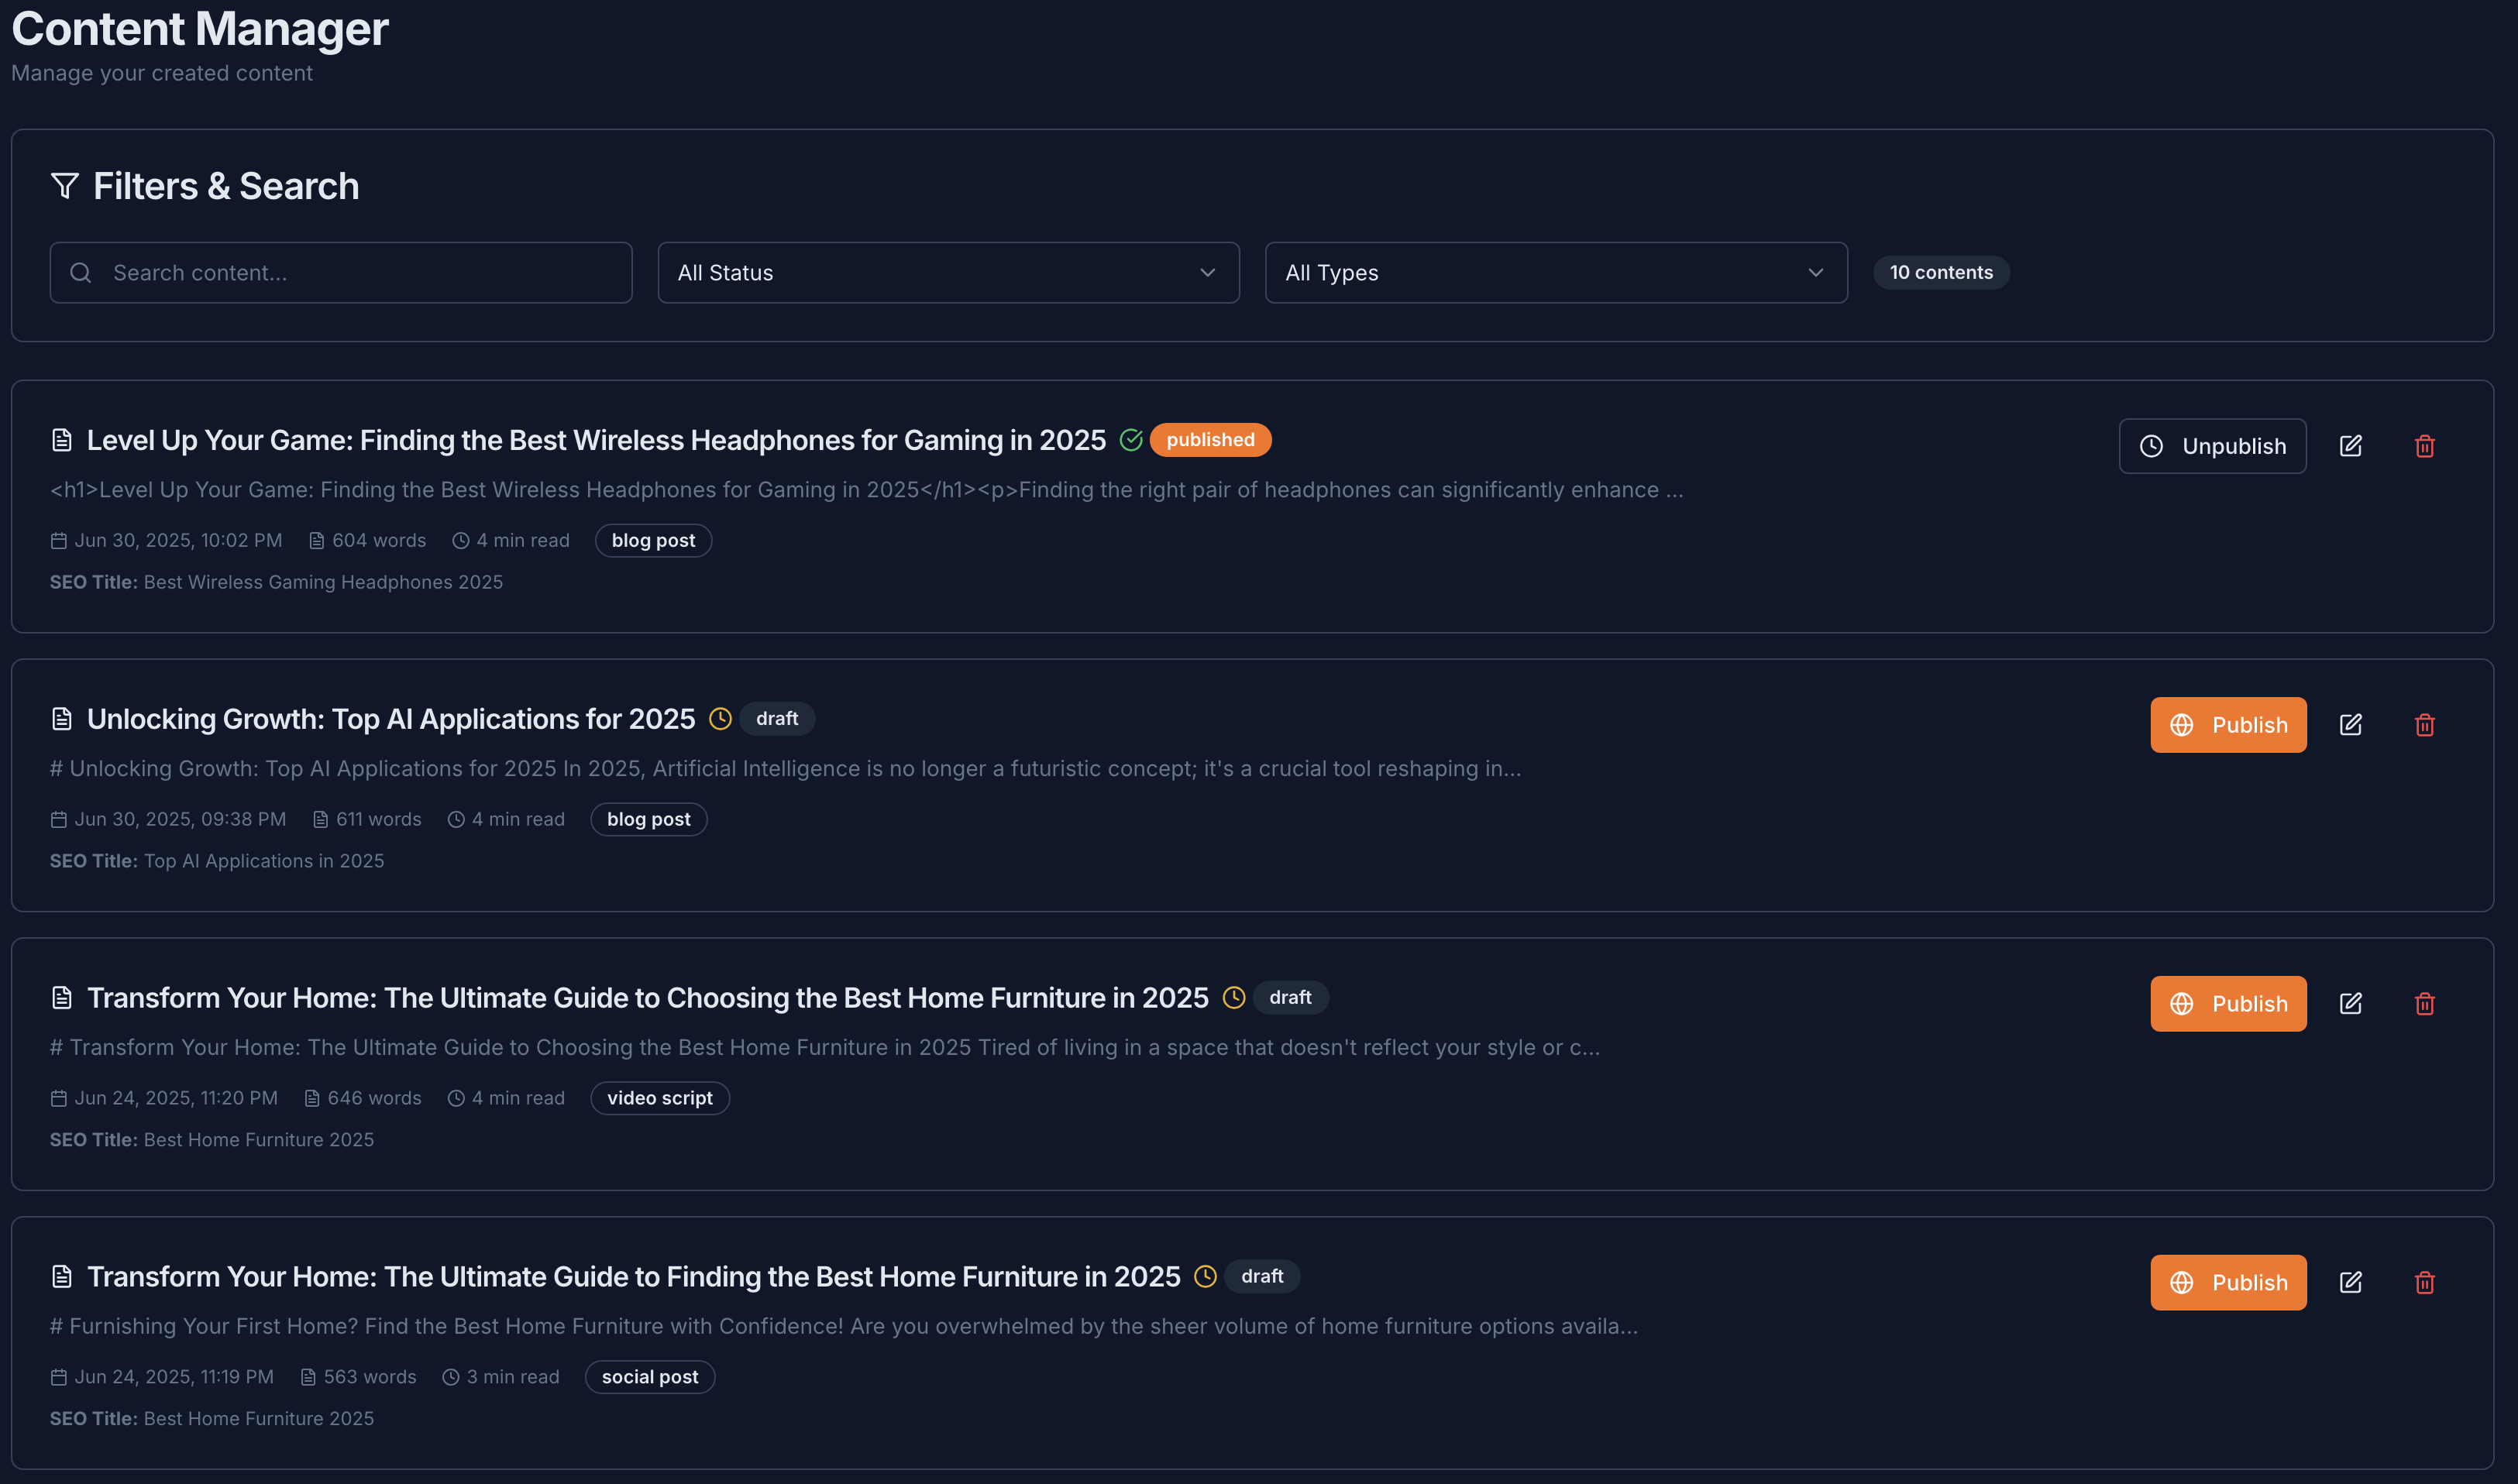 Content Manager
Manage your created content
Filters & Search
Search content...
All Status
All Types
10 contents
Level Up Your Game: Finding the Best Wireless Headphones for Gaming in 2025 published
Unpublish
<h1>Level Up Your Game: Finding the Best Wireless Headphones for Gaming in 2025</h1><p>Finding the right pair of headphones can significantly enhance ...
Jun 30, 2025, 10:02 PM 604 words 4 min read blog post
SEO Title: Best Wireless Gaming Headphones 2025
Unlocking Growth: Top AI Applications for 2025 draft
Publish
# Unlocking Growth: Top AI Applications for 2025 In 2025, Artificial Intelligence is no longer a futuristic concept; it's a crucial tool reshaping in...
Jun 30, 2025, 09:38 PM 611 words 4 min read blog post
SEO Title: Top AI Applications in 2025
Transform Your Home: The Ultimate Guide to Choosing the Best Home Furniture in 2025 draft
Publish
# Transform Your Home: The Ultimate Guide to Choosing the Best Home Furniture in 2025 Tired of living in a space that doesn't reflect your style or c...
Jun 24, 2025, 11:20 PM 646 words 4 min read video script
SEO Title: Best Home Furniture 2025
Transform Your Home: The Ultimate Guide to Finding the Best Home Furniture in 2025 draft
Publish
# Furnishing Your First Home? Find the Best Home Furniture with Confidence! Are you overwhelmed by the sheer volume of home furniture options availa...
Jun 24, 2025, 11:19 PM 563 words 3 min read social post
SEO Title: Best Home Furniture 2025